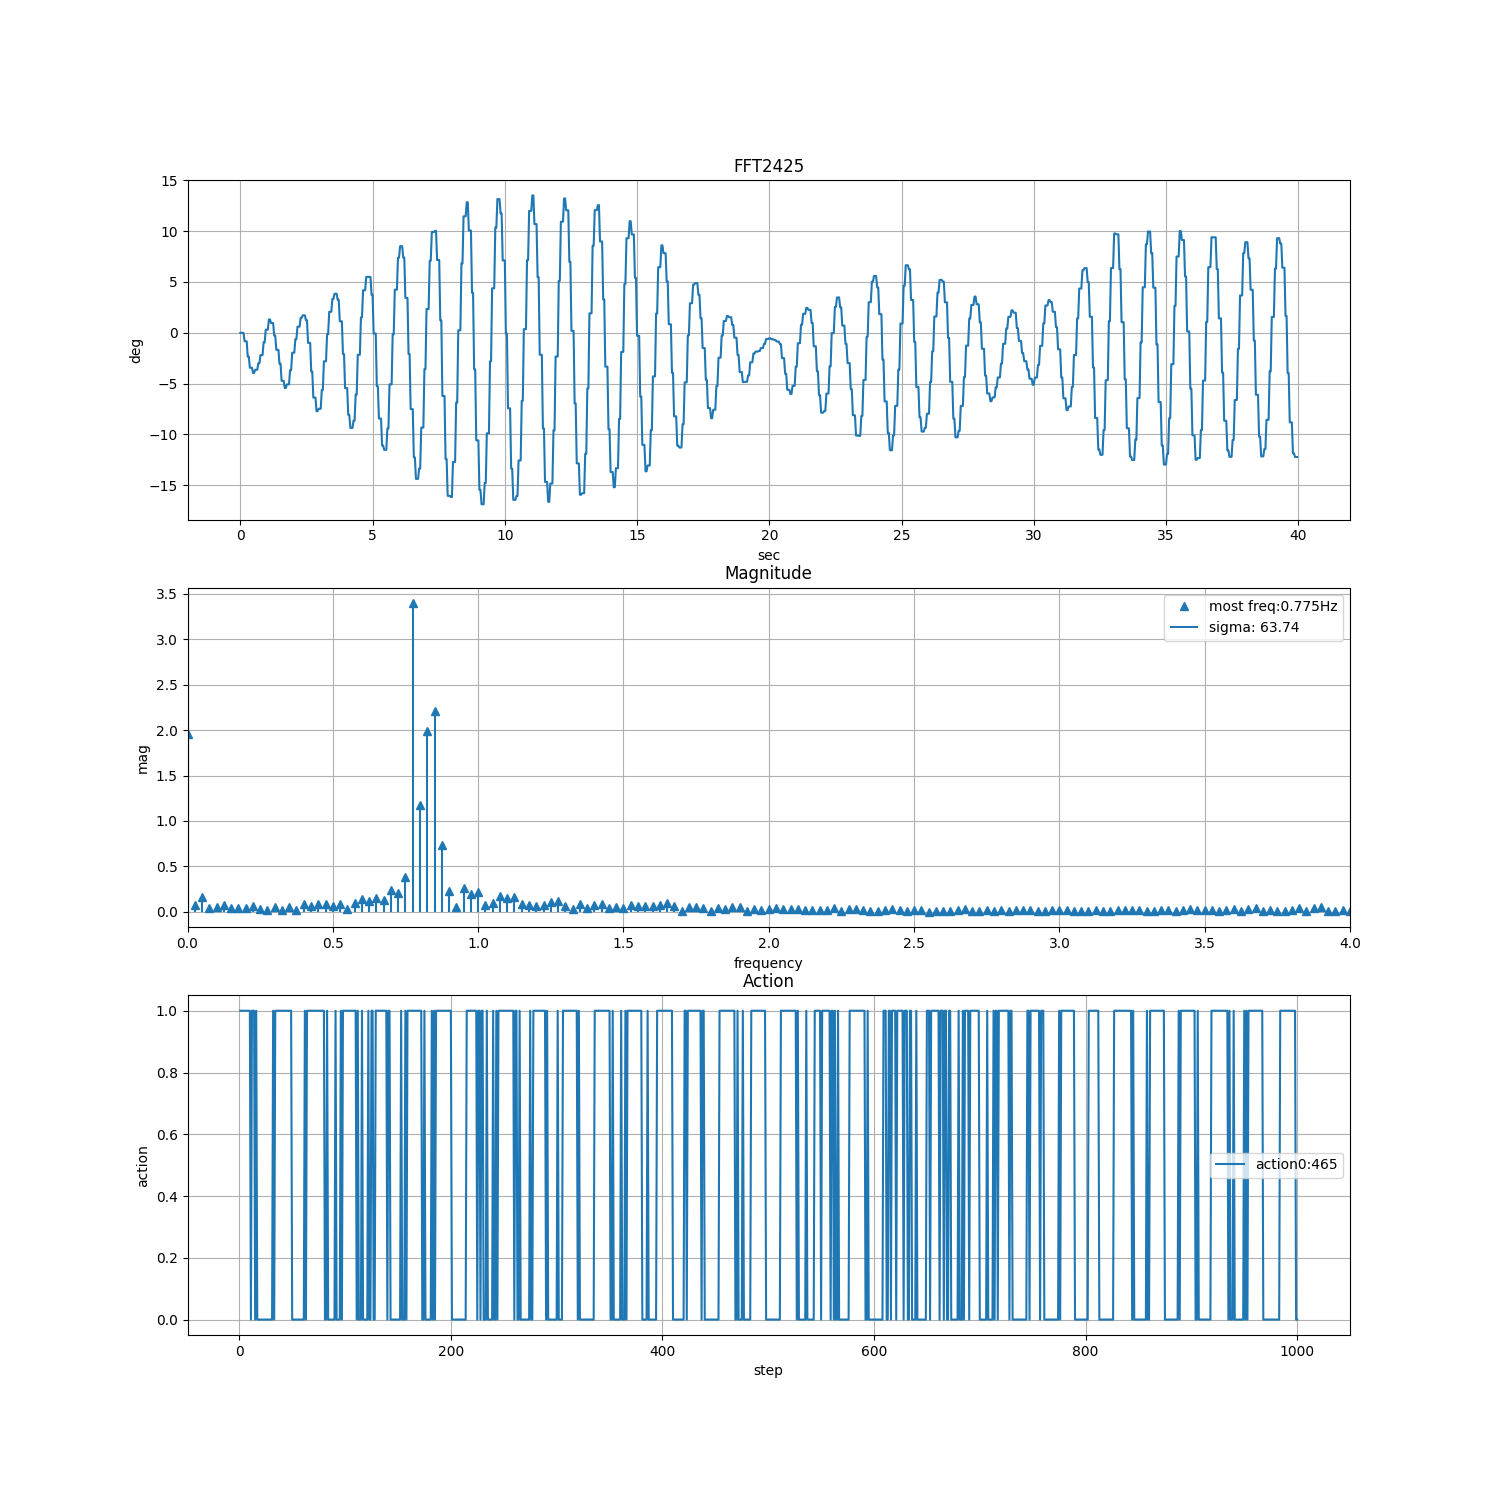 FFT2425
15
10
5
0
−5
−10
−15
deg
0 5 10 15 20 25 30 35 40
sec
Magnitude
3.5
3.0
2.5
2.0
1.5
1.0
0.5
0.0
mag
most freq:0.775Hz
sigma: 63.74
0.0 0.5 1.0 1.5 2.0 2.5 3.0 3.5 4.0
frequency
Action
1.0
0.8
0.6
0.4
0.2
0.0
action
action0:465
0 200 400 600 800 1000
step